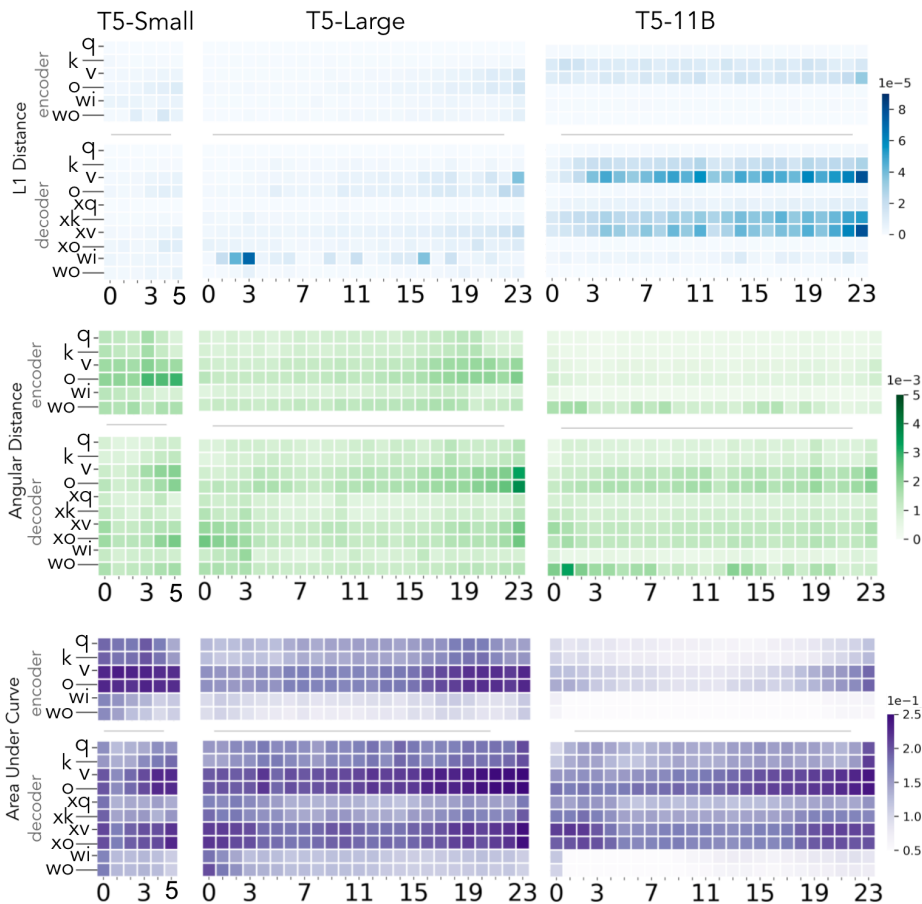 T5-Small T5-Large T5-11B
L1 Distance
encoder
q
k
v
o
wi
wo
decoder
q
k
v
o
xq
xk
xv
xo
wi
wo
0 3 5 0 3 7 11 15 19 23 0 3 7 11 15 19 23
1e−5
8
6
4
2
0
Angular Distance
encoder
q
k
v
o
wi
wo
decoder
q
k
v
o
xq
xk
xv
xo
wi
wo
0 3 5 0 3 7 11 15 19 23 0 3 7 11 15 19 23
1e−3
5
4
3
2
1
0
Area Under Curve
encoder
q
k
v
o
wi
wo
decoder
q
k
v
o
xq
xk
xv
xo
wi
wo
0 3 5 0 3 7 11 15 19 23 0 3 7 11 15 19 23
1e−1
2.5
2.0
1.5
1.0
0.5